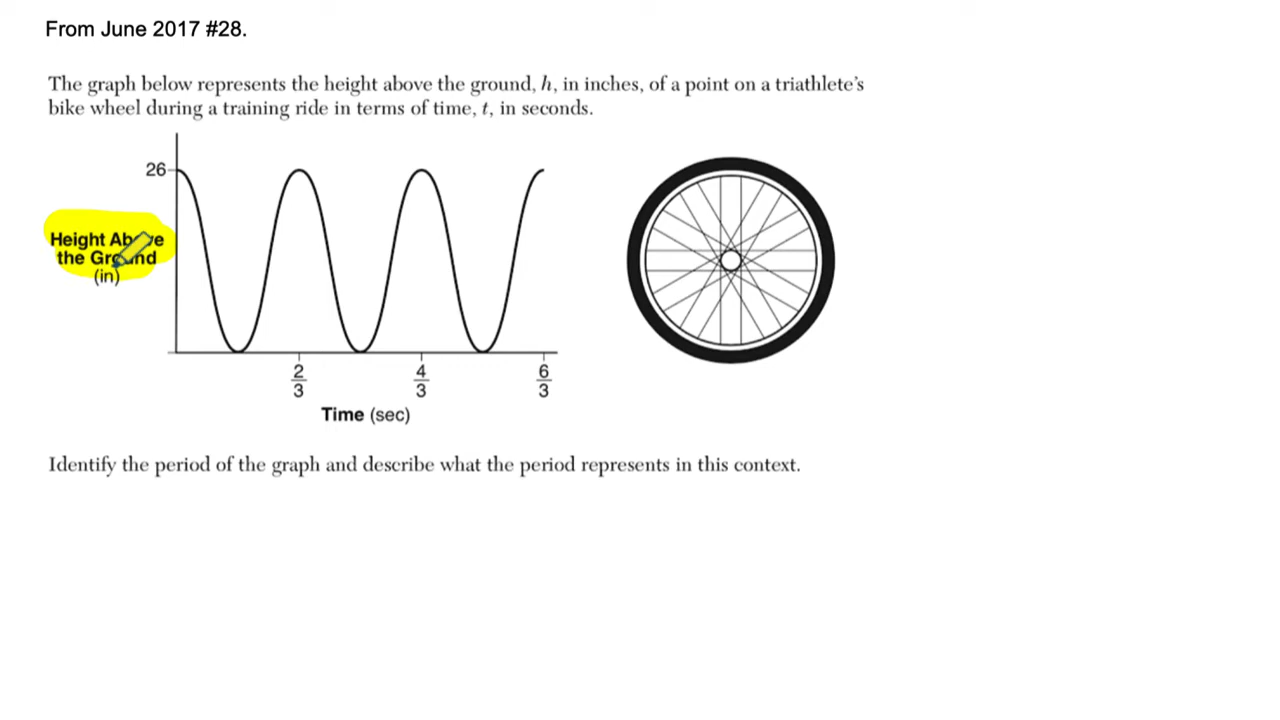 From June 2017 #28.
The graph below represents the height above the ground, h, in inches, of a point on a triathlete's
bike wheel during a training ride in terms of time, t, in seconds.
26
Height Above
the Ground
(in)
2
3
4
3
6
3
Time (sec)
Identify the period of the graph and describe what the period represents in this context.